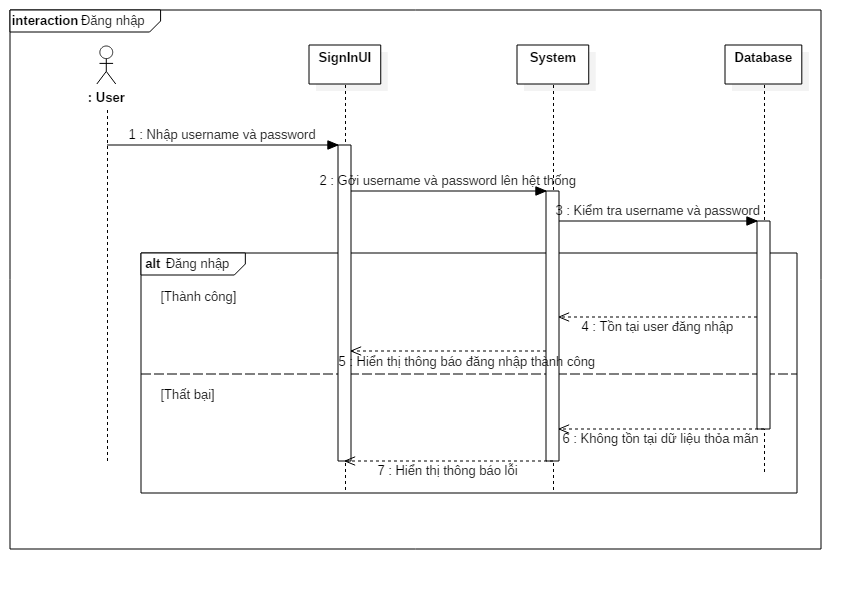 interaction Đăng nhập
SignInUI
System
Database
: User
1 : Nhập username và password
2 : Gởi username và password lên hệt thống
3 : Kiểm tra username và password
alt Đăng nhập
[Thành công]
4 : Tồn tại user đăng nhập
5 : Hiển thị thông báo đăng nhập thành công
[Thất bại]
6 : Không tồn tại dữ liệu thỏa mãn
7 : Hiển thị thông báo lỗi